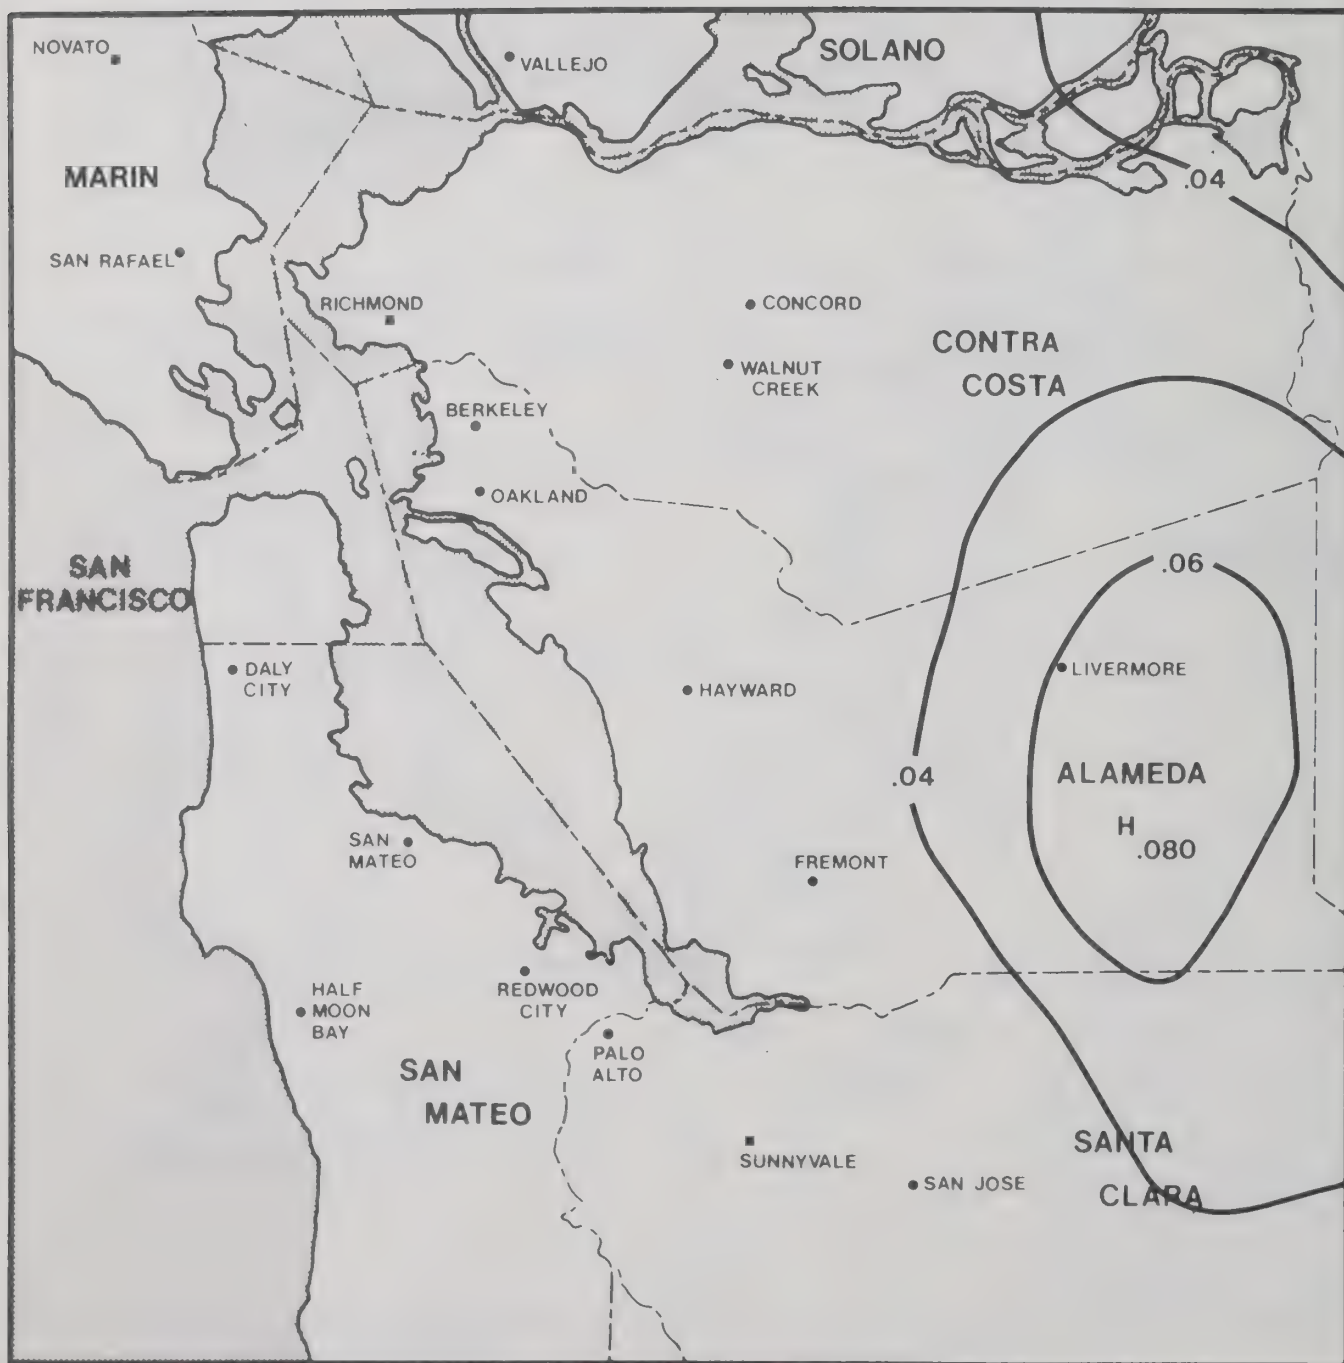 NOVATO
VALLEJO
SOLANO
MARIN
.04
SAN RAFAEL
RICHMOND
CONCORD
CONTRA
COSTA
WALNUT
CREEK
BERKELEY
OAKLAND
SAN
FRANCISCO
.06
DALY
CITY
HAYWARD
LIVERMORE
.04
ALAMEDA
H
.080
SAN
MATEO
FREMONT
HALF
MOON
BAY
REDWOOD
CITY
PALO
ALTO
SAN
MATEO
SUNNYVALE
SAN JOSE
SANTA
CLARA